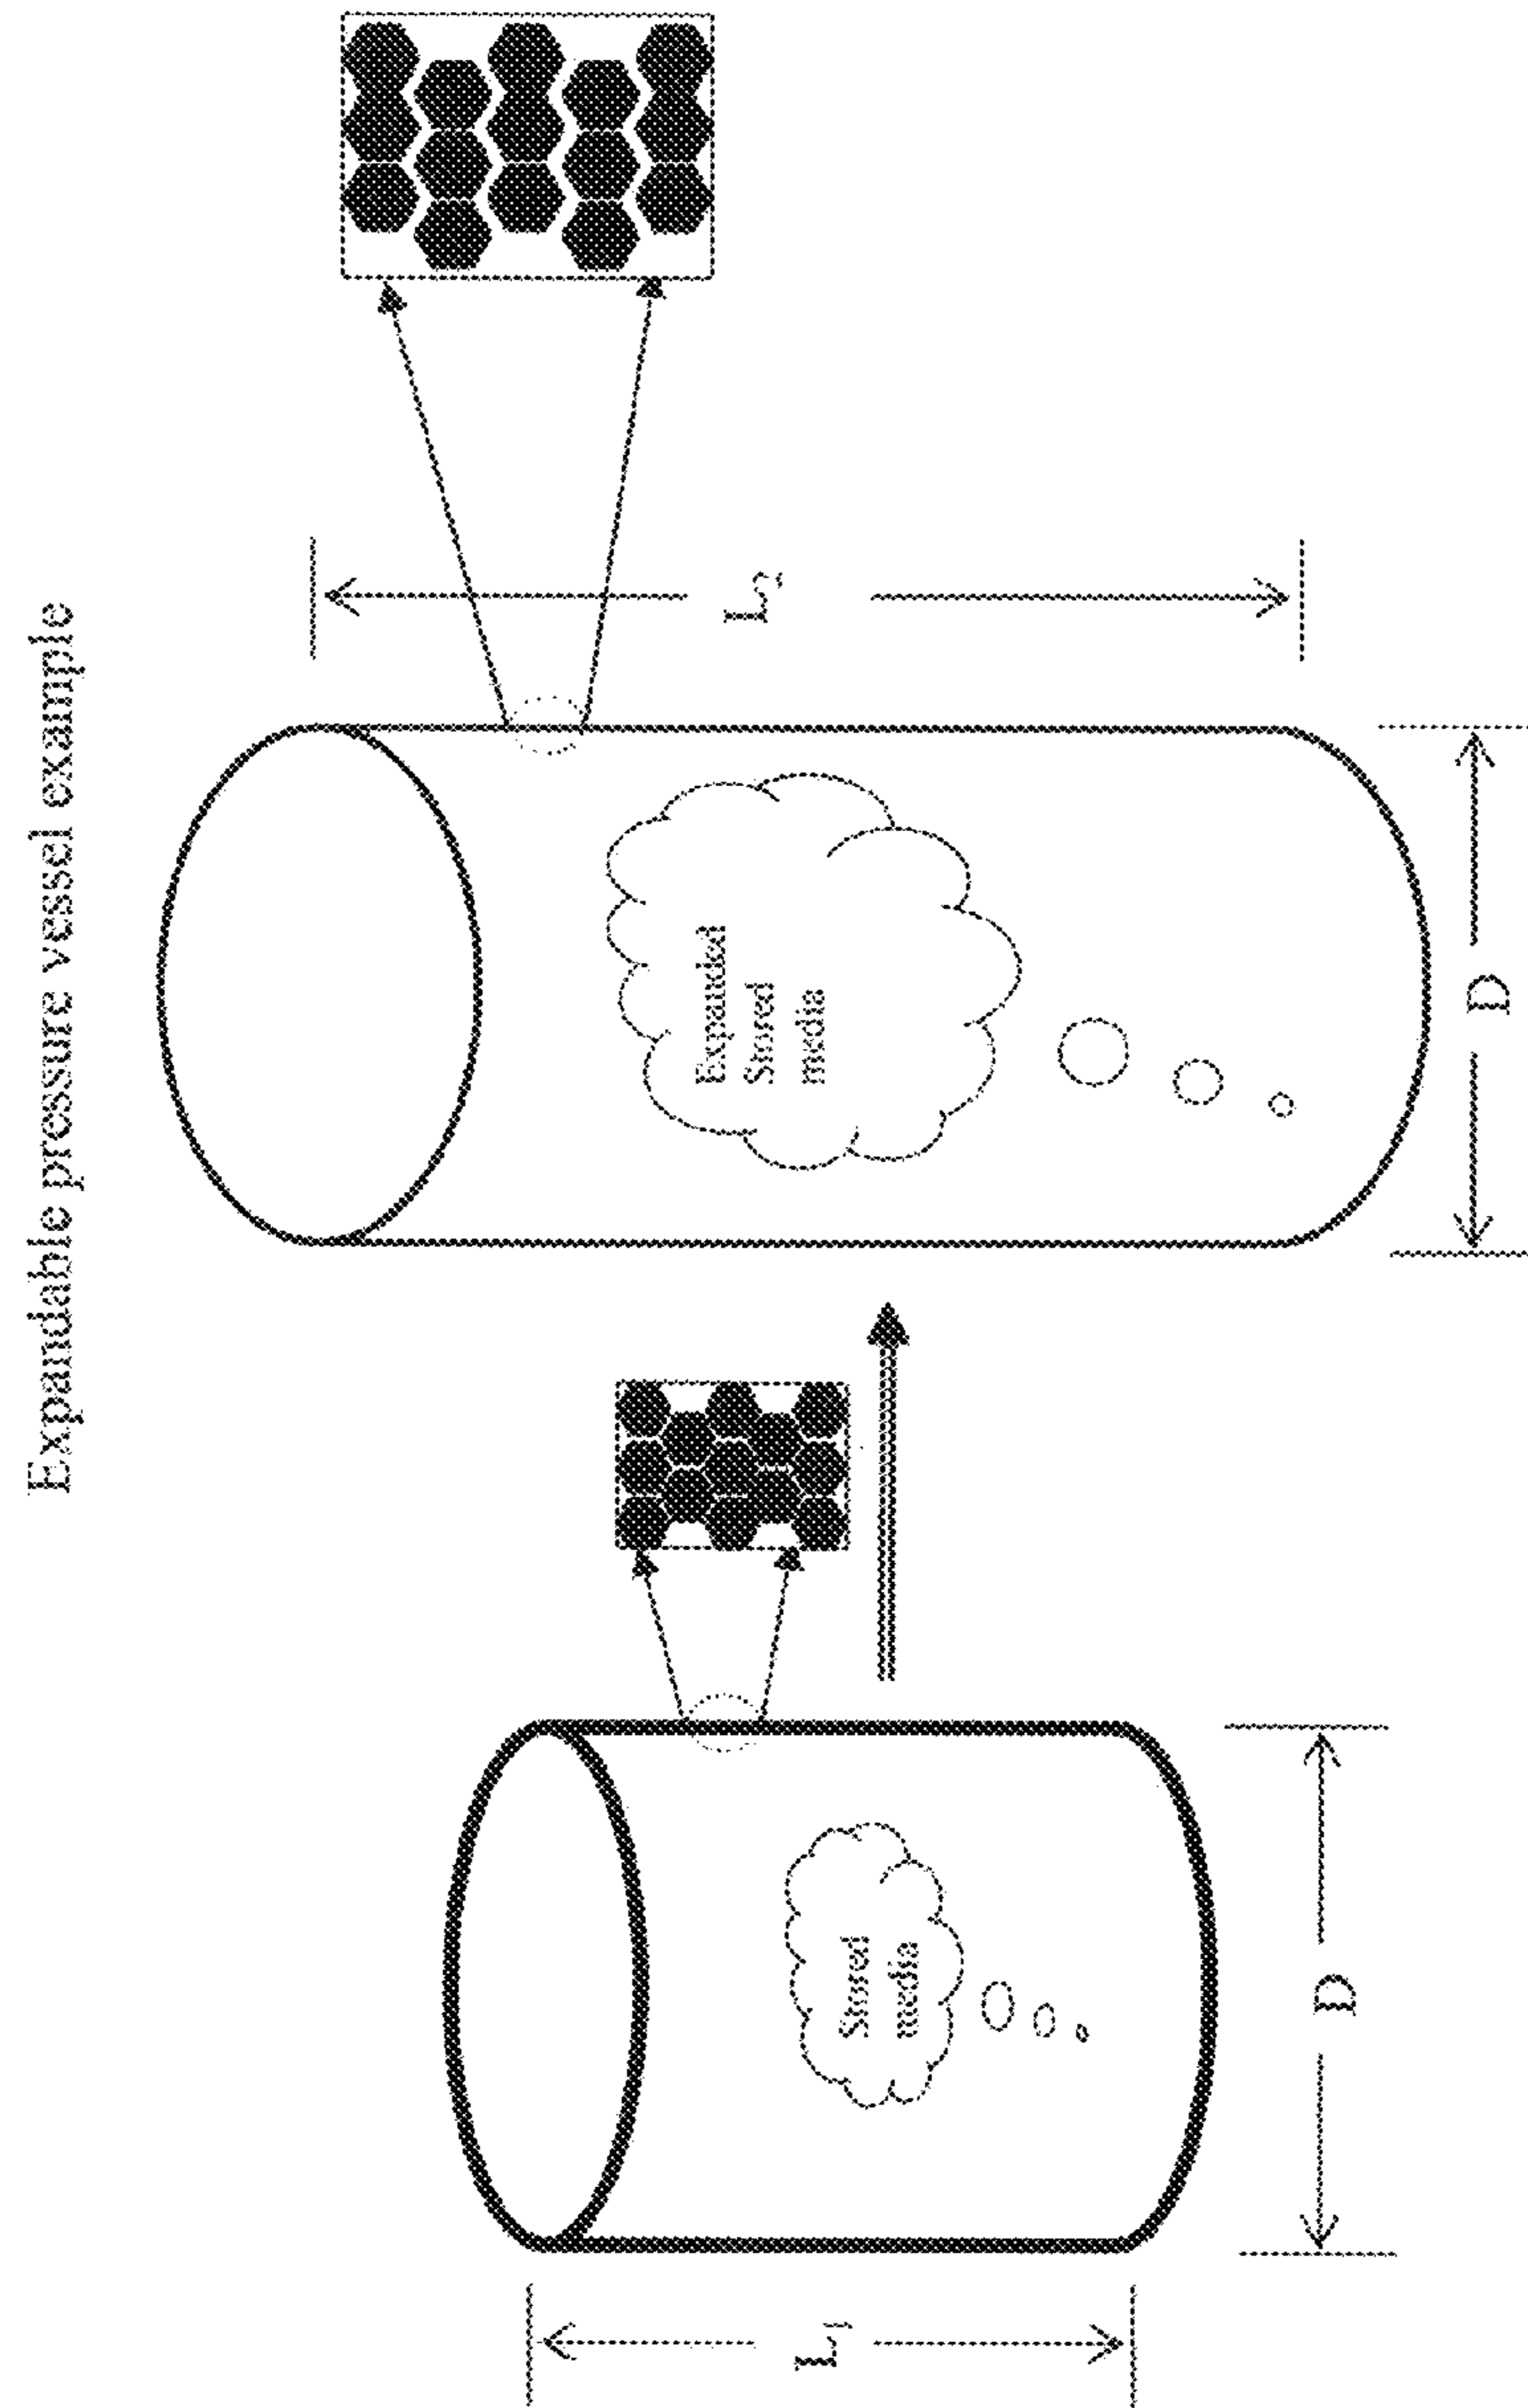 Expandable pressure vessel example
L1
Stored
media
D
Expanded
Stored
media
L2
D